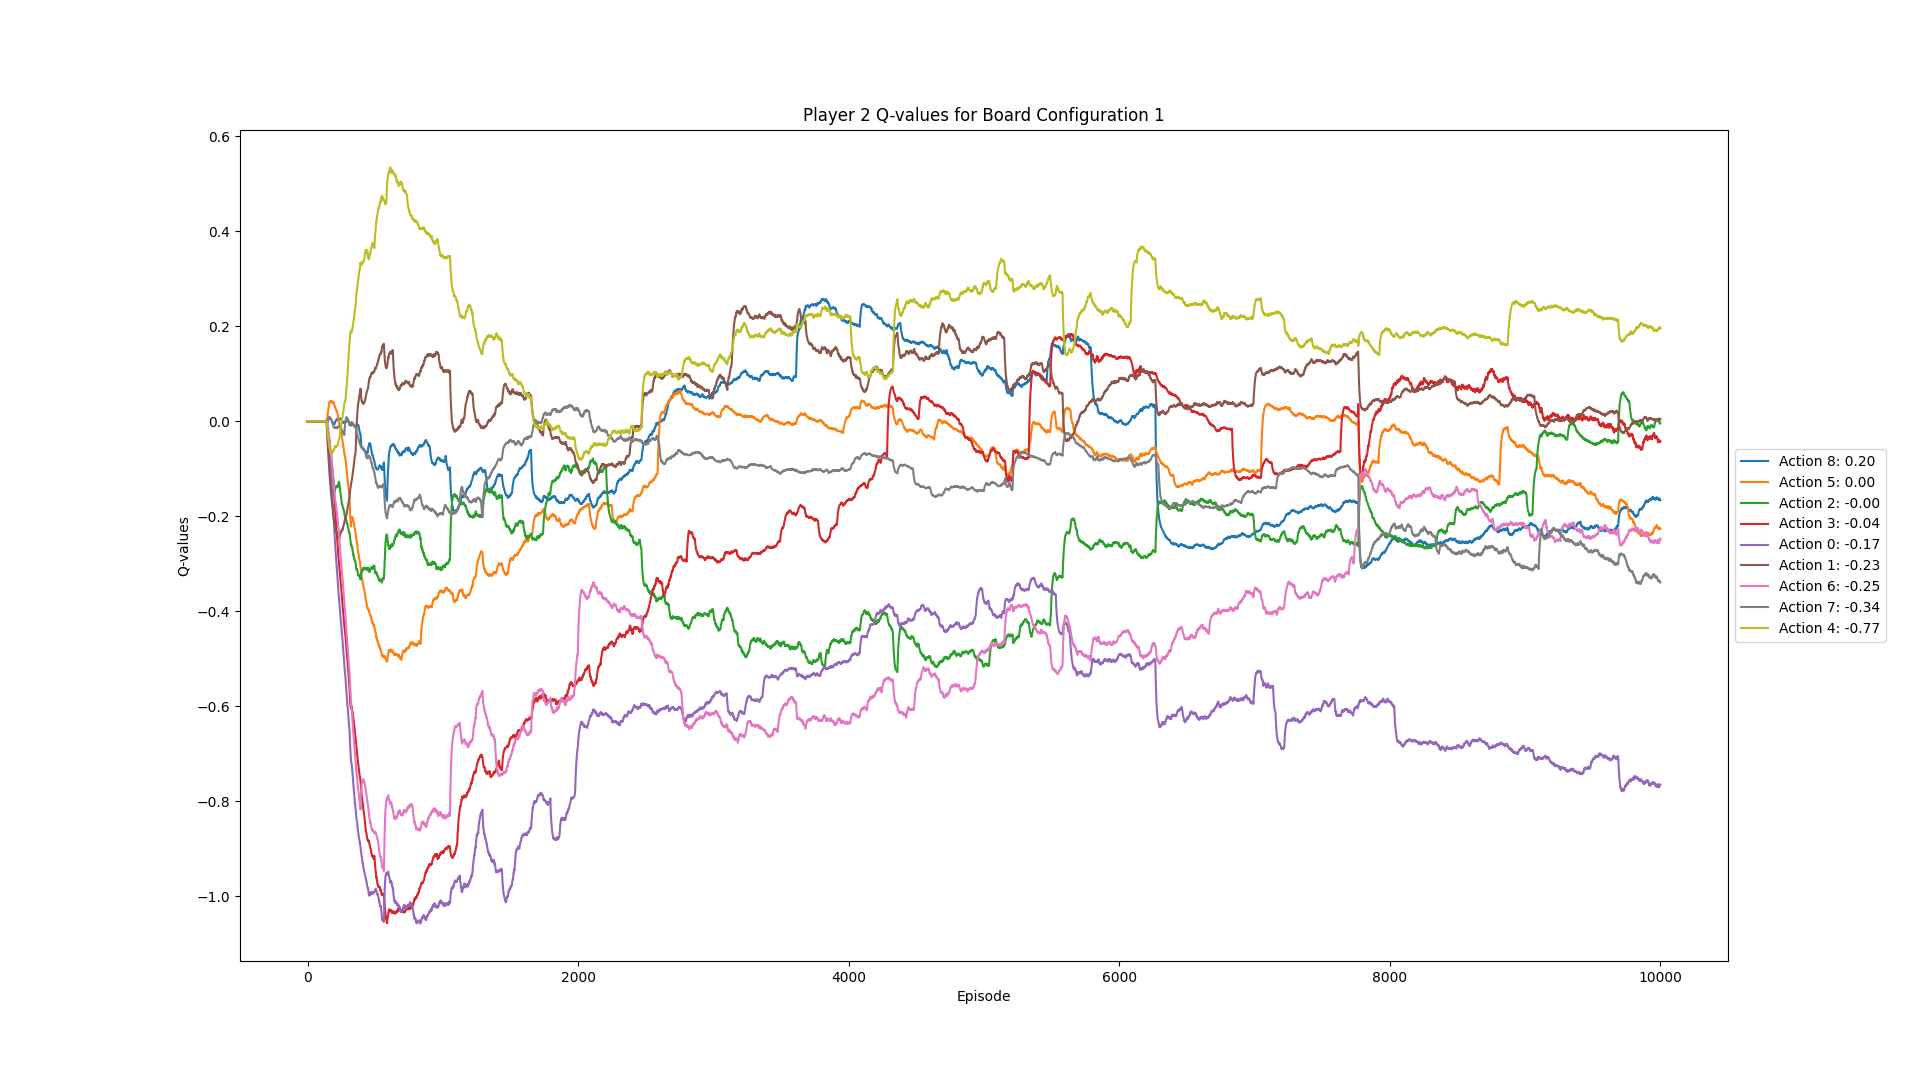 Player 2 Q-values for Board Configuration 1
0.6
0.4
0.2
0.0
−0.2
−0.4
−0.6
−0.8
−1.0
Q-values
0
2000
4000
6000
8000
10000
Episode
Action 8: 0.20
Action 5: 0.00
Action 2: -0.00
Action 3: -0.04
Action 0: -0.17
Action 1: -0.23
Action 6: -0.25
Action 7: -0.34
Action 4: -0.77